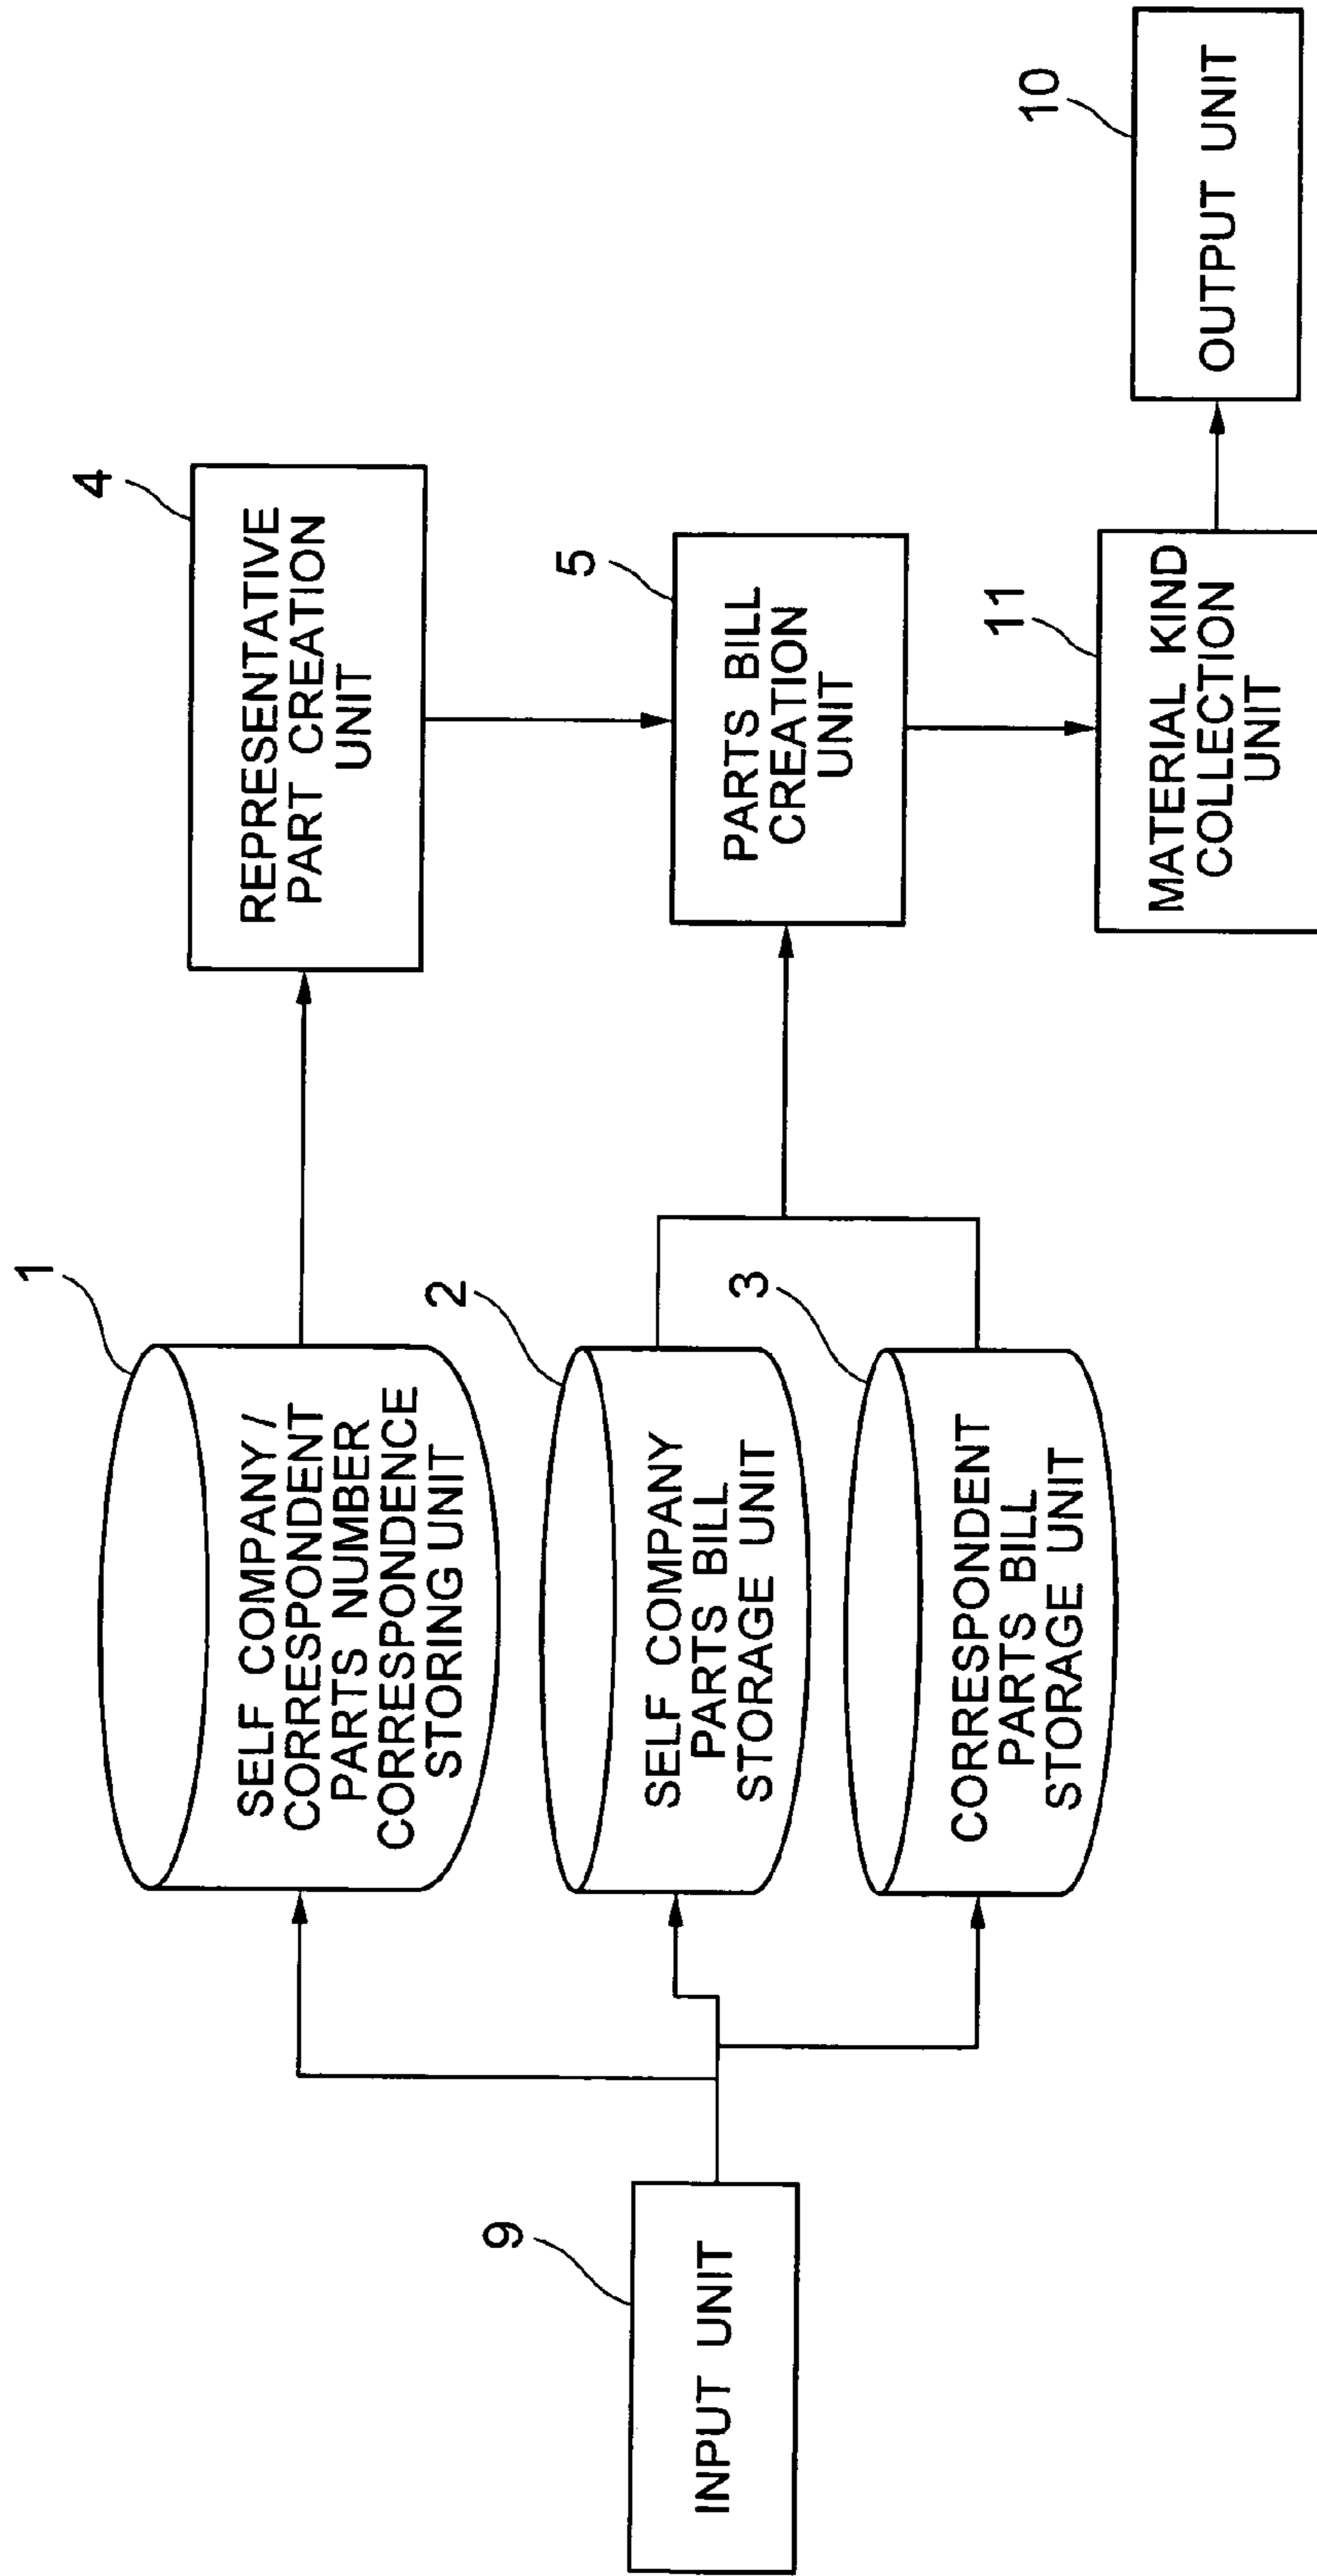 9
INPUT UNIT
1
SELF COMPANY /
CORRESPONDENT
PARTS NUMBER
CORRESPONDENCE
STORING UNIT
2
SELF COMPANY
PARTS BILL
STORAGE UNIT
3
CORRESPONDENT
PARTS BILL
STORAGE UNIT
4
REPRESENTATIVE
PART CREATION
UNIT
5
PARTS BILL
CREATION
UNIT
11
MATERIAL KIND
COLLECTION
UNIT
10
OUTPUT UNIT